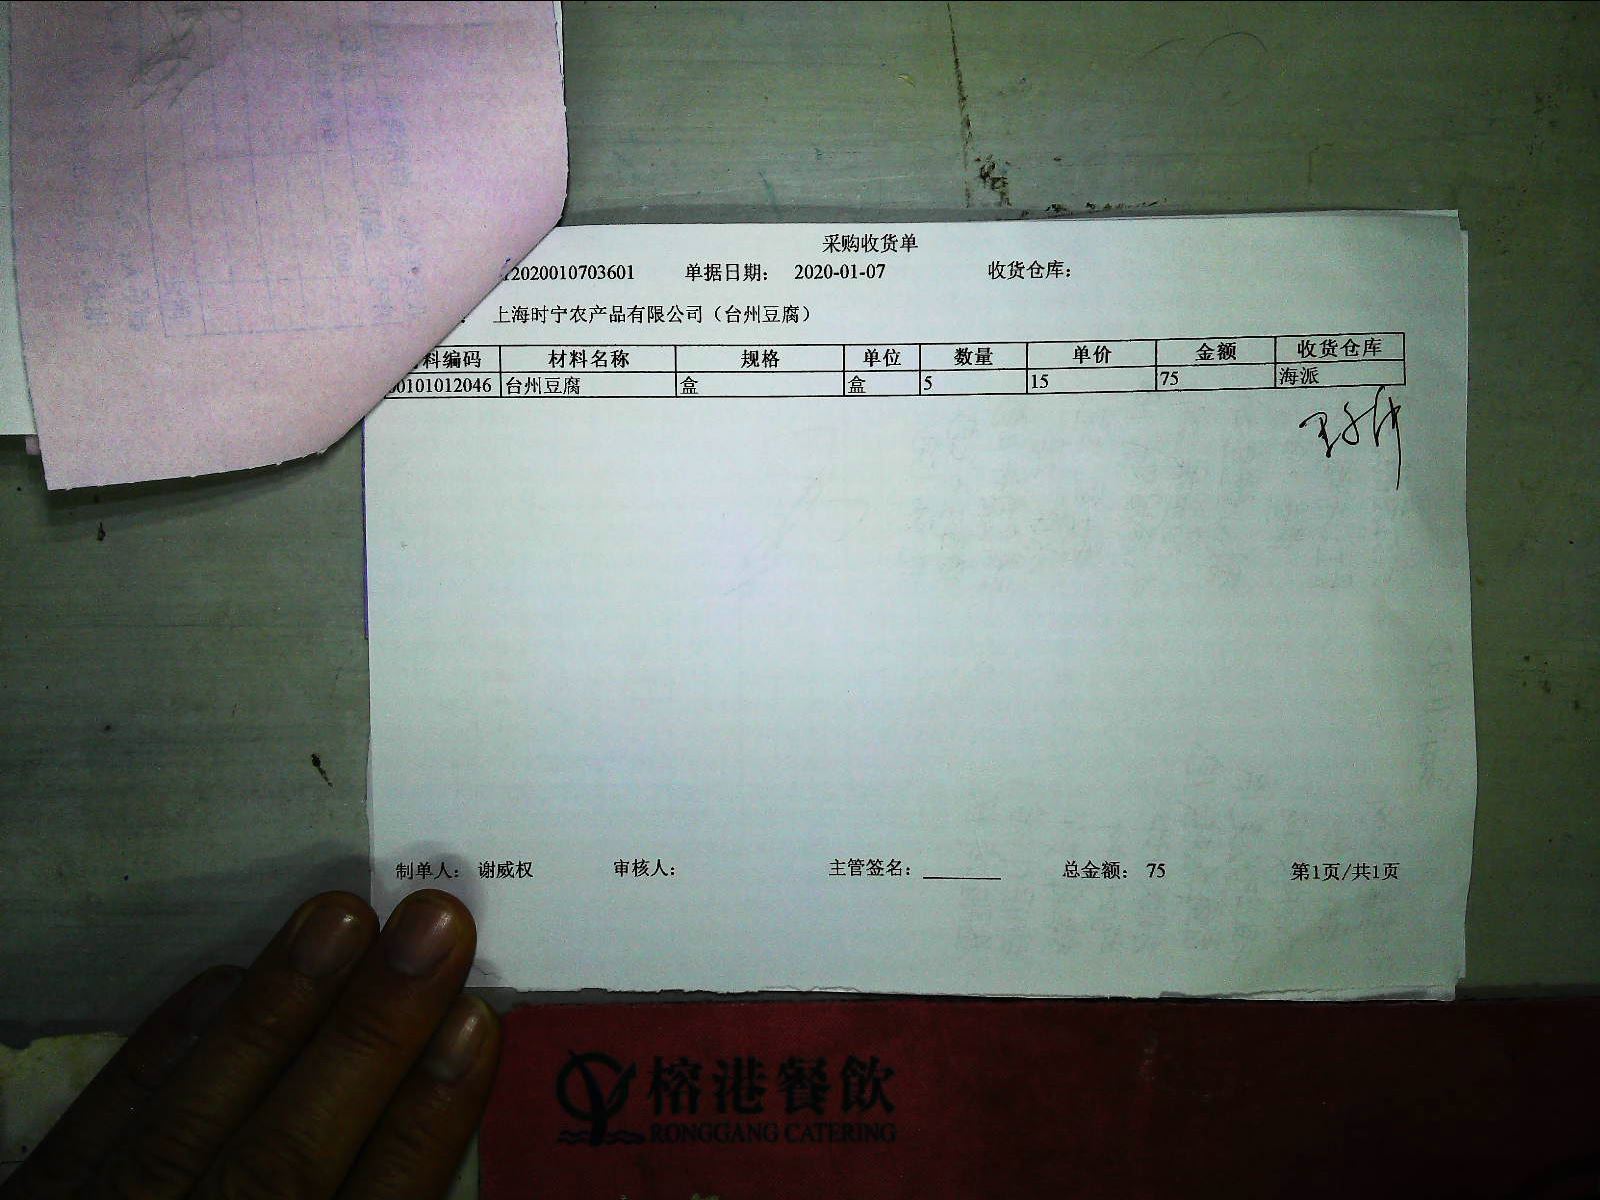 采购收货单
2020010703601 单据日期: 2020-01-07 收货仓库:
上海时宁农产品有限公司（台州豆腐）
料编码 材料名称 规格 单位 数量 单价 金额 收货仓库
0101012046 台州豆腐 盒 盒 5 15 75 海派
制单人: 谢威权 审核人: 主管签名: 总金额: 75 第1页/共1页
榕港餐飲
RONGGANG CATERING